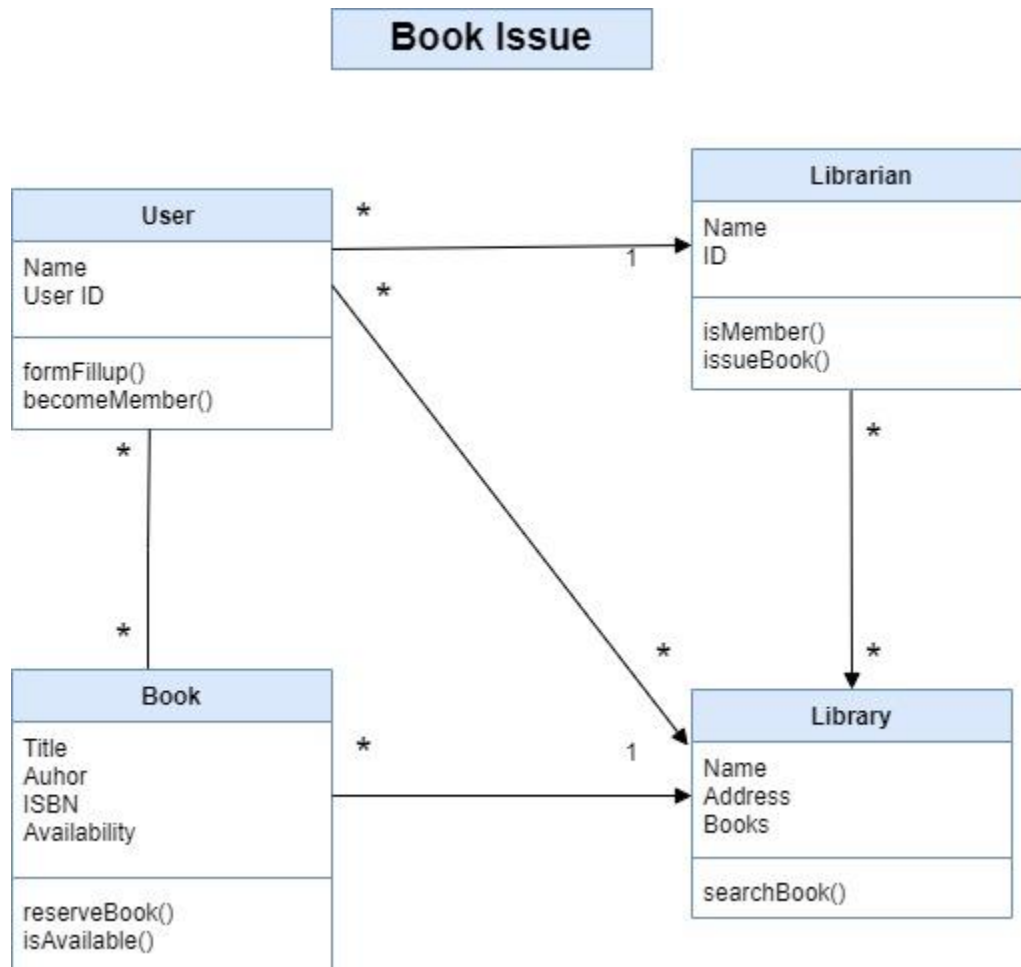 Book Issue
User
Name
User ID
formFillup()
becomeMember()
*
1
Librarian
Name
ID
isMember()
issueBook()
*
*
*
*
*
*
Book
Title
Auhor
ISBN
Availability
reserveBook()
isAvailable()
*
1
Library
Name
Address
Books
searchBook()